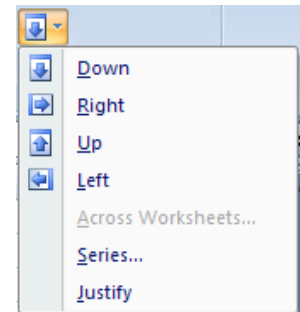 Down
Right
Up
Left
Across Worksheets...
Series...
Justify